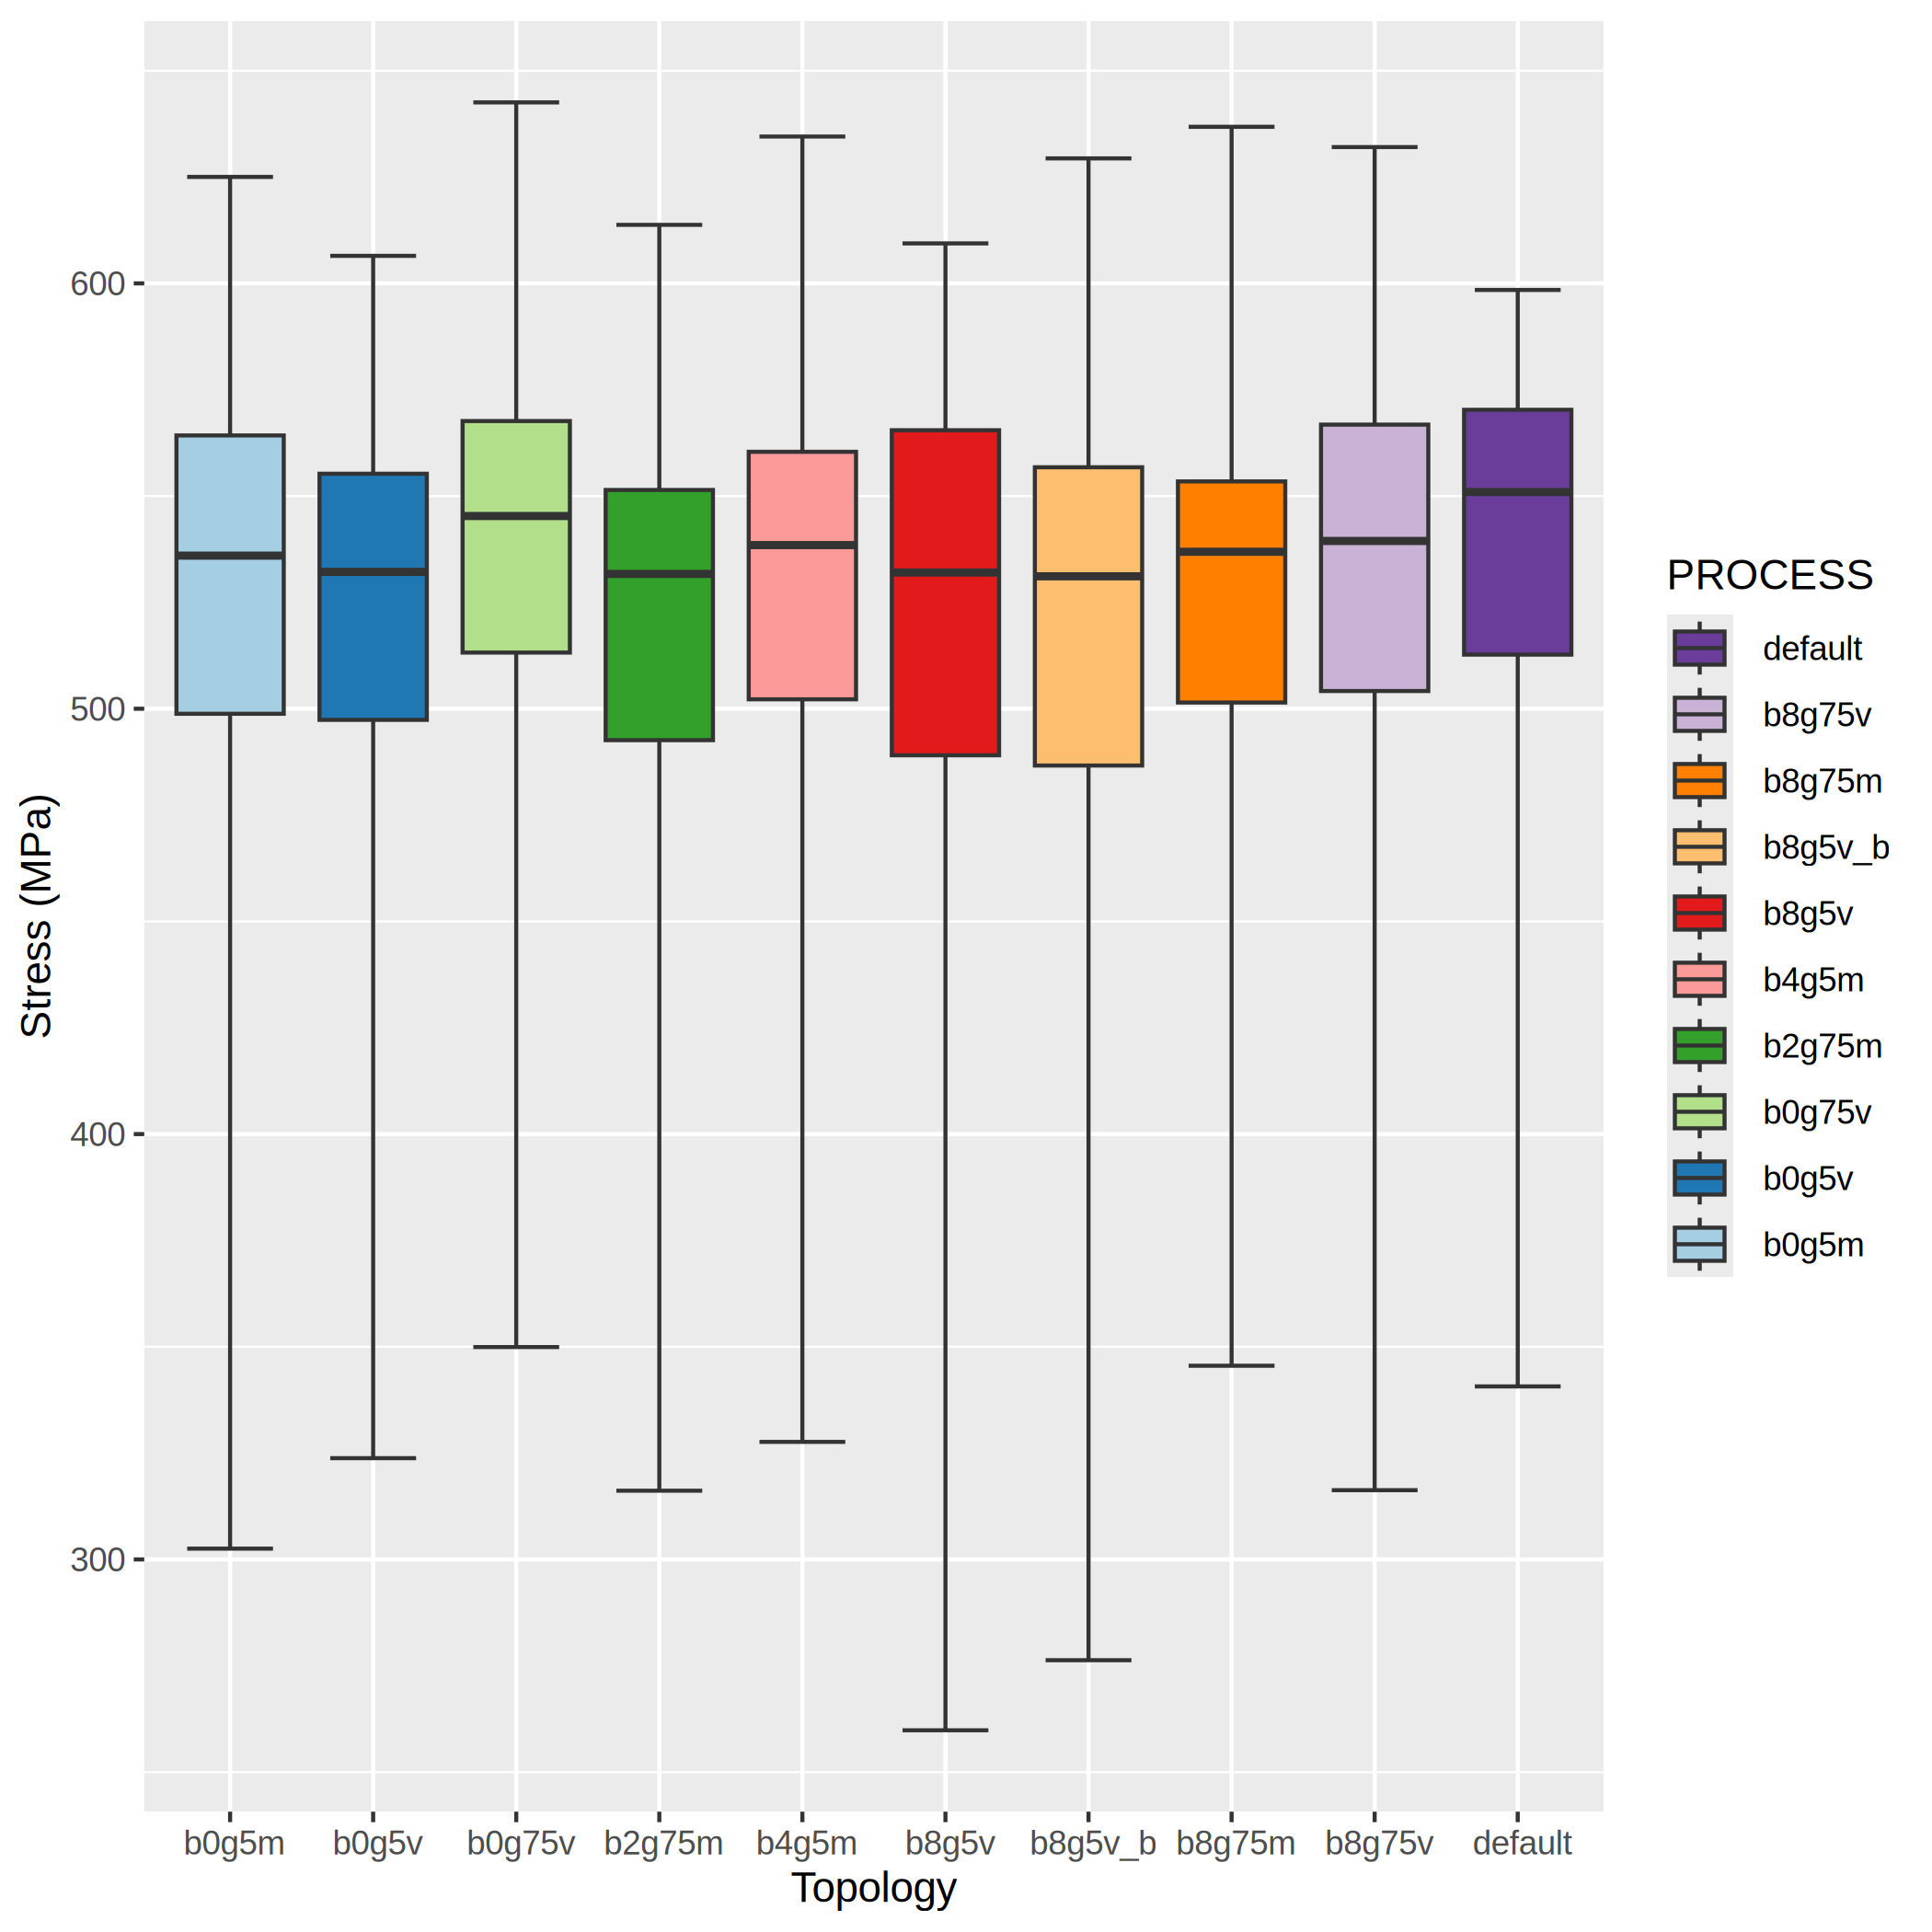 600
500
400
300
Stress (MPa)
b0g5m b0g5v b0g75v b2g75m b4g5m b8g5v b8g5v_b b8g75m b8g75v default
Topology
PROCESS
default
b8g75v
b8g75m
b8g5v_b
b8g5v
b4g5m
b2g75m
b0g75v
b0g5v
b0g5m